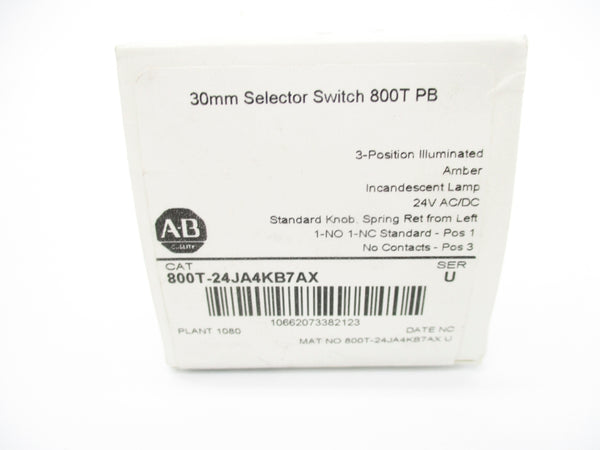 30mm Selector Switch 800T PB
3-Position Illuminated
Amber
Incandescent Lamp
24V AC/DC
Standard Knob. Spring Ret from Left
1-NO 1-NC Standard - Pos 1
No Contacts - Pos 3
A-B
QUALITY
CAT SER
800T-24JA4KB7AX U
10662073382123
PLANT 1080 DATE NC
MAT NO 800T-24JA4KB7AX U